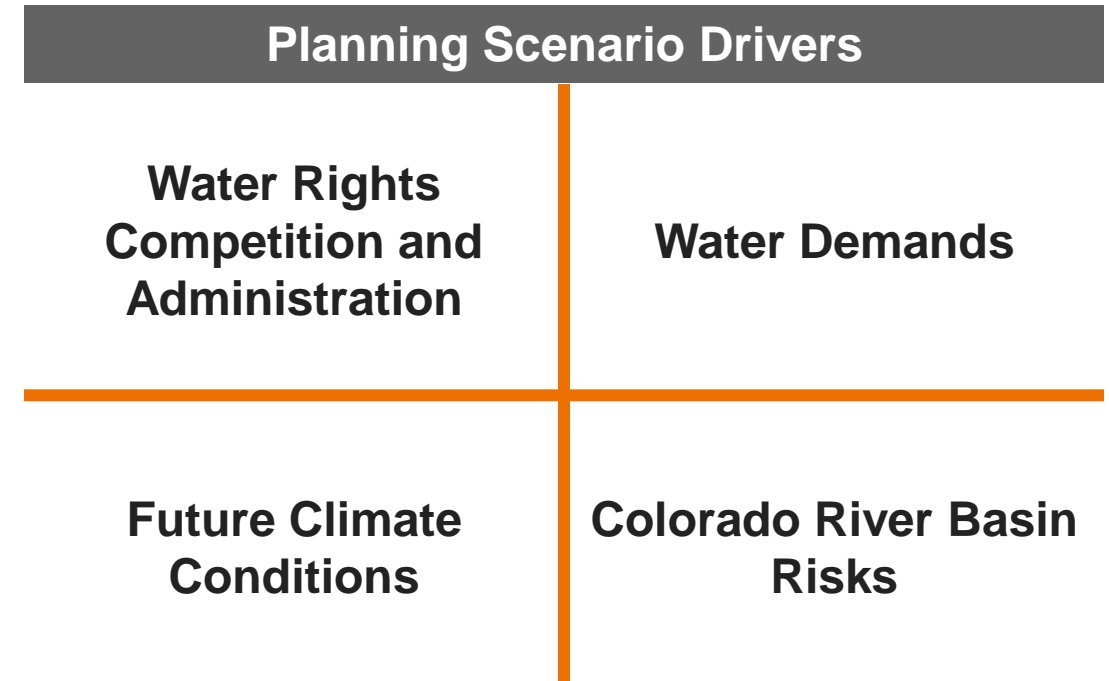 Planning Scenario Drivers
Water Rights
Competition and
Administration
Water Demands
Future Climate
Conditions
Colorado River Basin
Risks